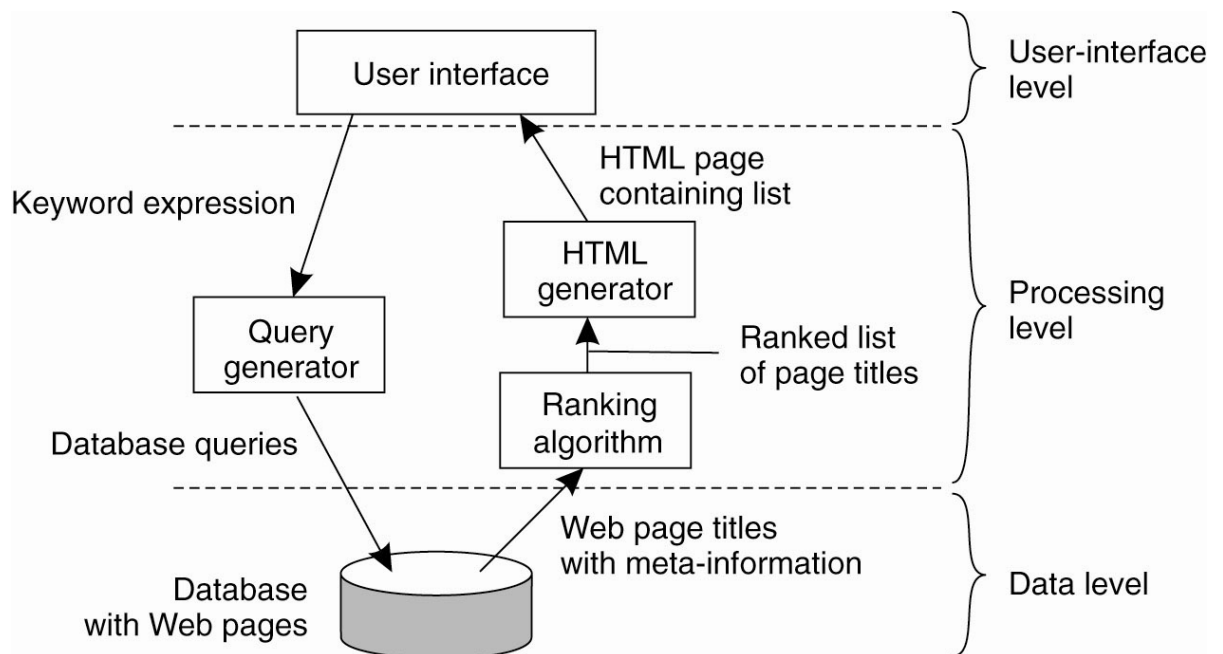 User interface
User-interface
level
Keyword expression
HTML page
containing list
HTML
generator
Query
generator
Processing
level
Ranked list
of page titles
Ranking
algorithm
Database queries
Web page titles
with meta-information
Database
with Web pages
Data level